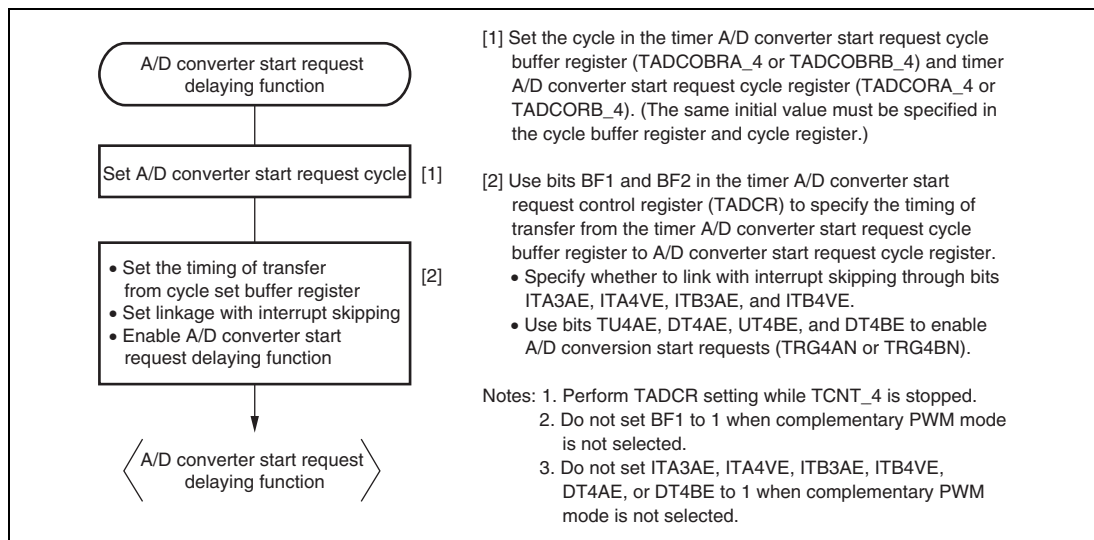 A/D converter start request
delaying function
Set A/D converter start request cycle
[1]
• Set the timing of transfer
from cycle set buffer register
• Set linkage with interrupt skipping
• Enable A/D converter start
request delaying function
[2]
A/D converter start request
delaying function
[1] Set the cycle in the timer A/D converter start request cycle
buffer register (TADCOBRA_4 or TADCOBRB_4) and timer
A/D converter start request cycle register (TADCORA_4 or
TADCORB_4). (The same initial value must be specified in
the cycle buffer register and cycle register.)
[2] Use bits BF1 and BF2 in the timer A/D converter start
request control register (TADCR) to specify the timing of
transfer from the timer A/D converter start request cycle
buffer register to A/D converter start request cycle register.
• Specify whether to link with interrupt skipping through bits
ITA3AE, ITA4VE, ITB3AE, and ITB4VE.
• Use bits TU4AE, DT4AE, UT4BE, and DT4BE to enable
A/D conversion start requests (TRG4AN or TRG4BN).
Notes: 1. Perform TADCR setting while TCNT_4 is stopped.
2. Do not set BF1 to 1 when complementary PWM mode
is not selected.
3. Do not set ITA3AE, ITA4VE, ITB3AE, ITB4VE,
DT4AE, or DT4BE to 1 when complementary PWM
mode is not selected.